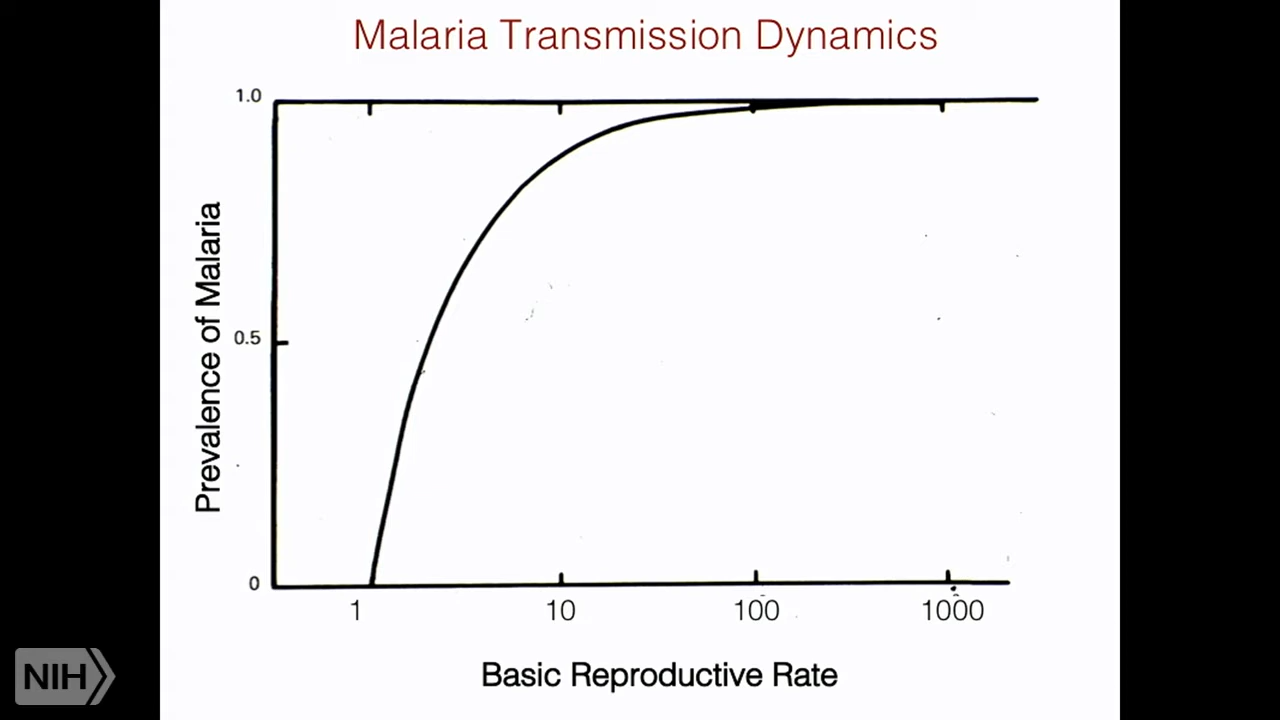 Malaria Transmission Dynamics
1.0
Prevalence of Malaria
0.5
0
1 10 100 1000
Basic Reproductive Rate
NIH